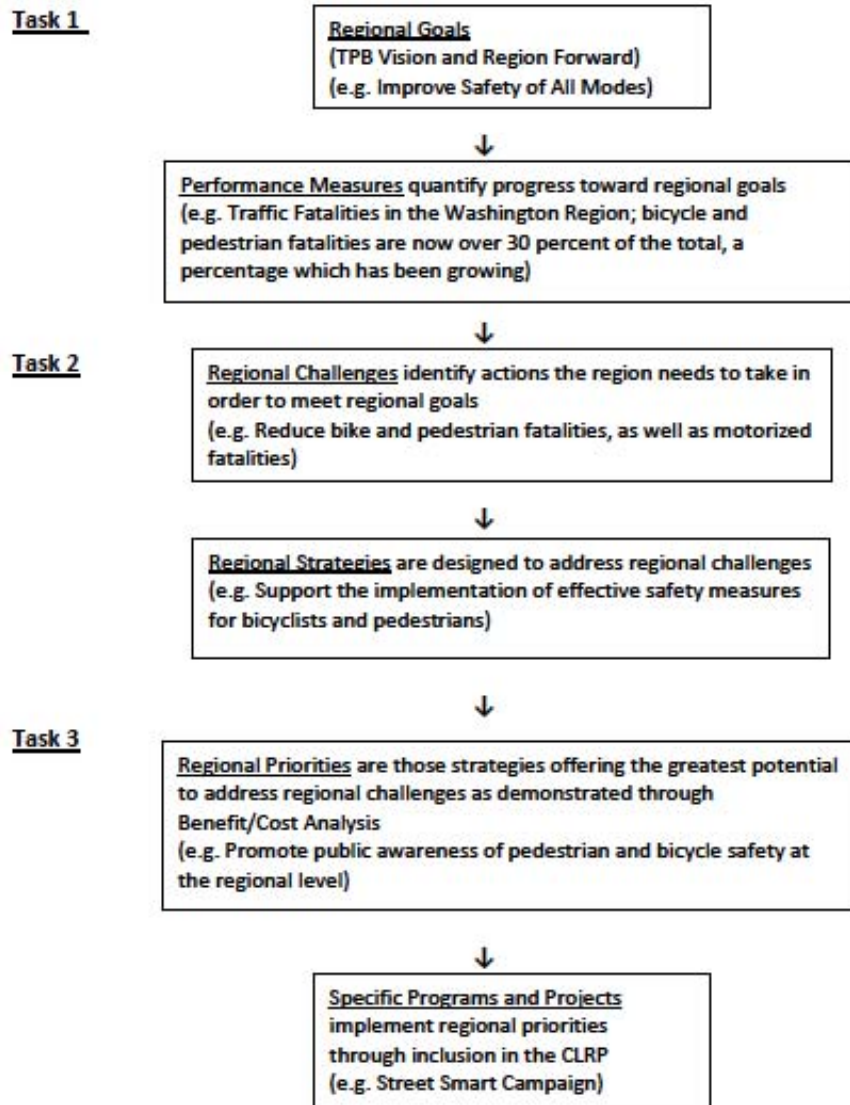 Task 1
Regional Goals
(TPB Vision and Region Forward)
(e.g. Improve Safety of All Modes)
↓
Performance Measures quantify progress toward regional goals
(e.g. Traffic Fatalities in the Washington Region; bicycle and
pedestrian fatalities are now over 30 percent of the total, a
percentage which has been growing)
↓
Task 2
Regional Challenges identify actions the region needs to take in
order to meet regional goals
(e.g. Reduce bike and pedestrian fatalities, as well as motorized
fatalities)
↓
Regional Strategies are designed to address regional challenges
(e.g. Support the implementation of effective safety measures
for bicyclists and pedestrians)
↓
Task 3
Regional Priorities are those strategies offering the greatest potential
to address regional challenges as demonstrated through
Benefit/Cost Analysis
(e.g. Promote public awareness of pedestrian and bicycle safety at
the regional level)
↓
Specific Programs and Projects
implement regional priorities
through inclusion in the CLRP
(e.g. Street Smart Campaign)